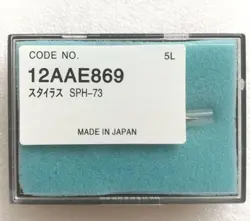 CODE NO. 5L
12AAE869
スタイラス SPH-73
MADE IN JAPAN